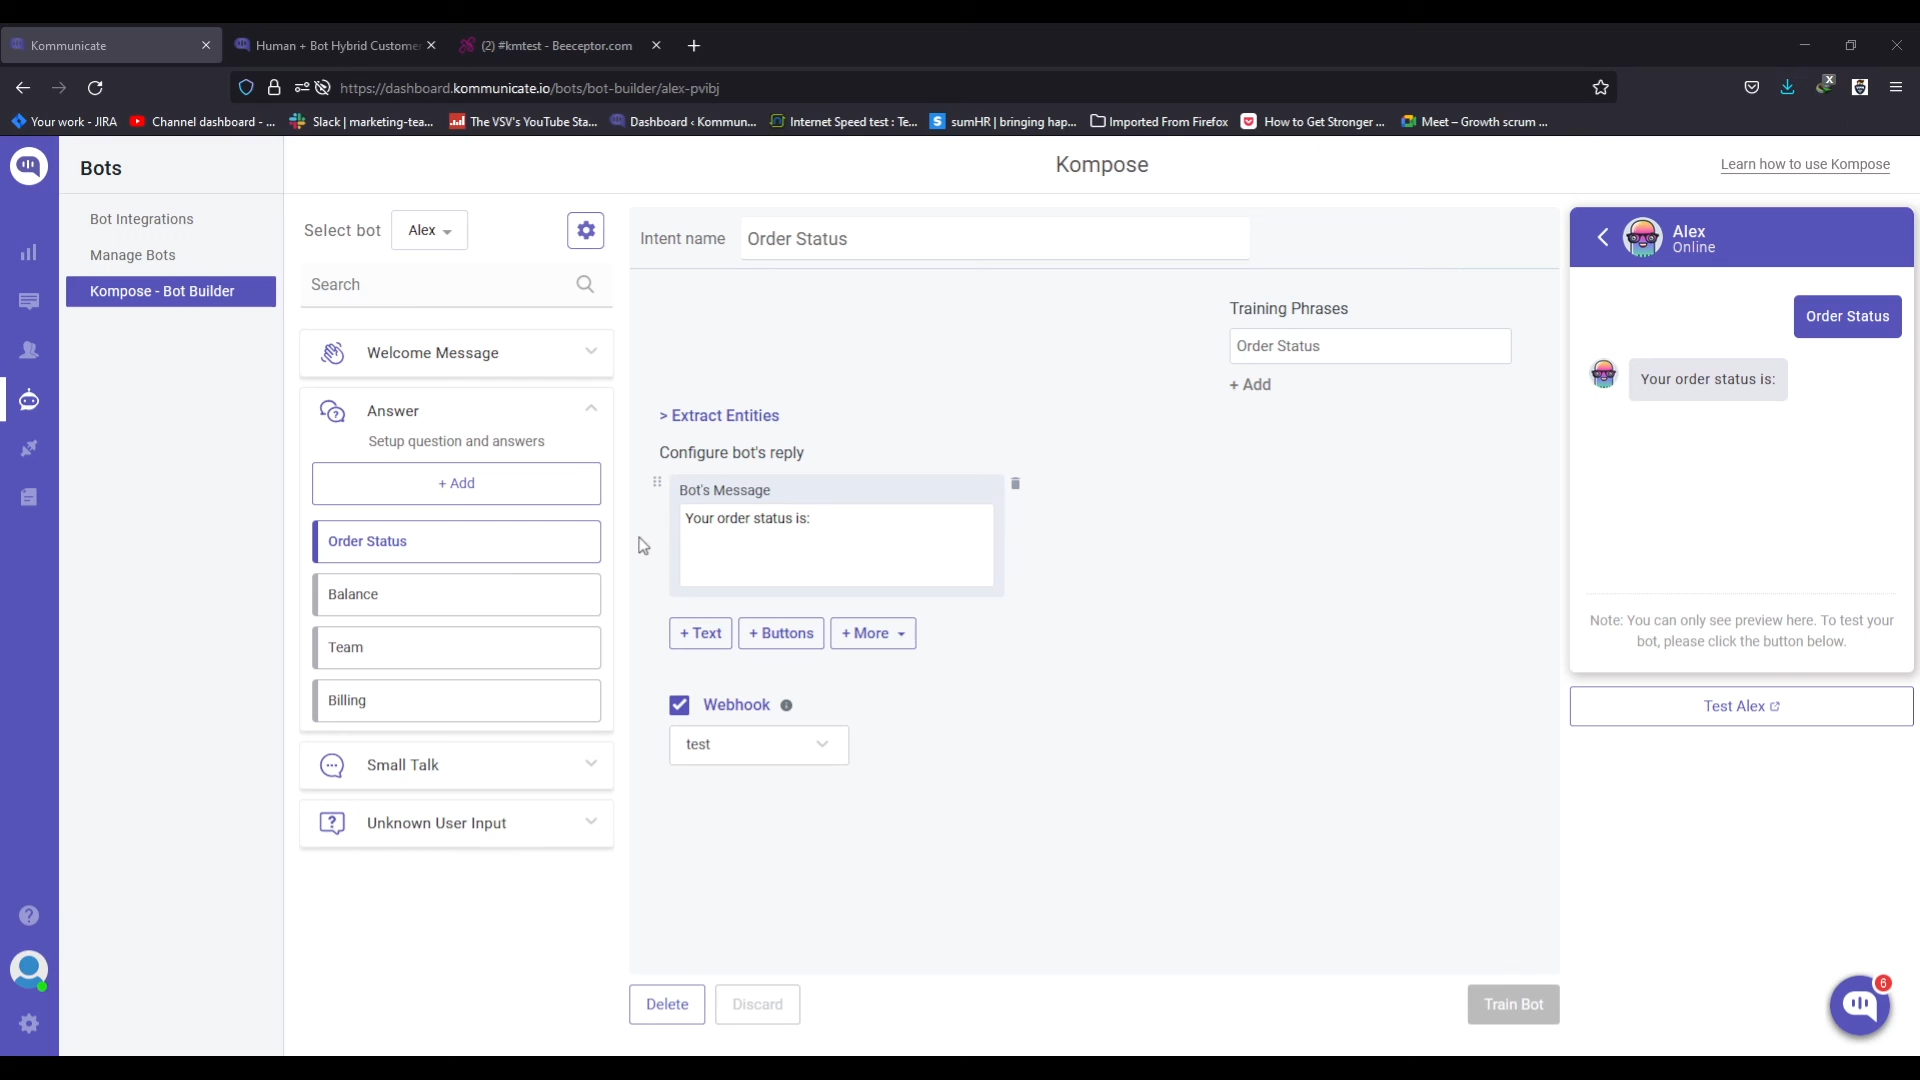 Kommunicate
Human + Bot Hybrid Custome
(2) #kmtest - Beeceptor.com
https://dashboard.kommunicate.io/bots/bot-builder/alex-pvibj
Your work - JIRA
Channel dashboard - ...
Slack | marketing-tea...
The VSV's YouTube Sta...
Dashboard ‹ Kommun...
Internet Speed test : Te...
S sumHR | bringing hap...
Imported From Firefox
How to Get Stronger ...
Meet – Growth scrum ...
X
Bots
Kompose
Learn how to use Kompose
Bot Integrations
Manage Bots
Kompose - Bot Builder
Select bot
Alex
Search
Welcome Message
Answer
Setup question and answers
+ Add
Order Status
Balance
Team
Billing
Small Talk
Unknown User Input
Intent name
Order Status
Training Phrases
Order Status
+ Add
> Extract Entities
Configure bot's reply
Bot's Message
Your order status is:
+ Text
+ Buttons
+ More
Webhook
test
Delete
Discard
Train Bot
Alex
Online
Order Status
Your order status is:
Note: You can only see preview here. To test your
bot, please click the button below.
Test Alex
6